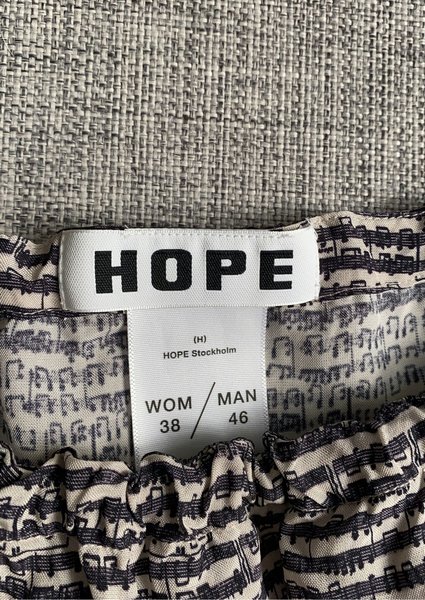 HOPE
(H)
HOPE Stockholm
WOM / MAN
38 46